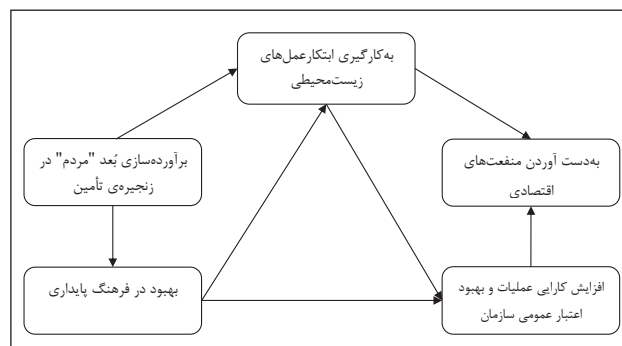 به‌کارگیری ابتکارعمل‌های
زیست‌محیطی
برآورده‌سازی بُعد "مردم" در
زنجیره‌ی تأمین
به‌دست آوردن منفعت‌های
اقتصادی
بهبود در فرهنگ پایداری
افزایش کارایی عملیات و بهبود
اعتبار عمومی سازمان